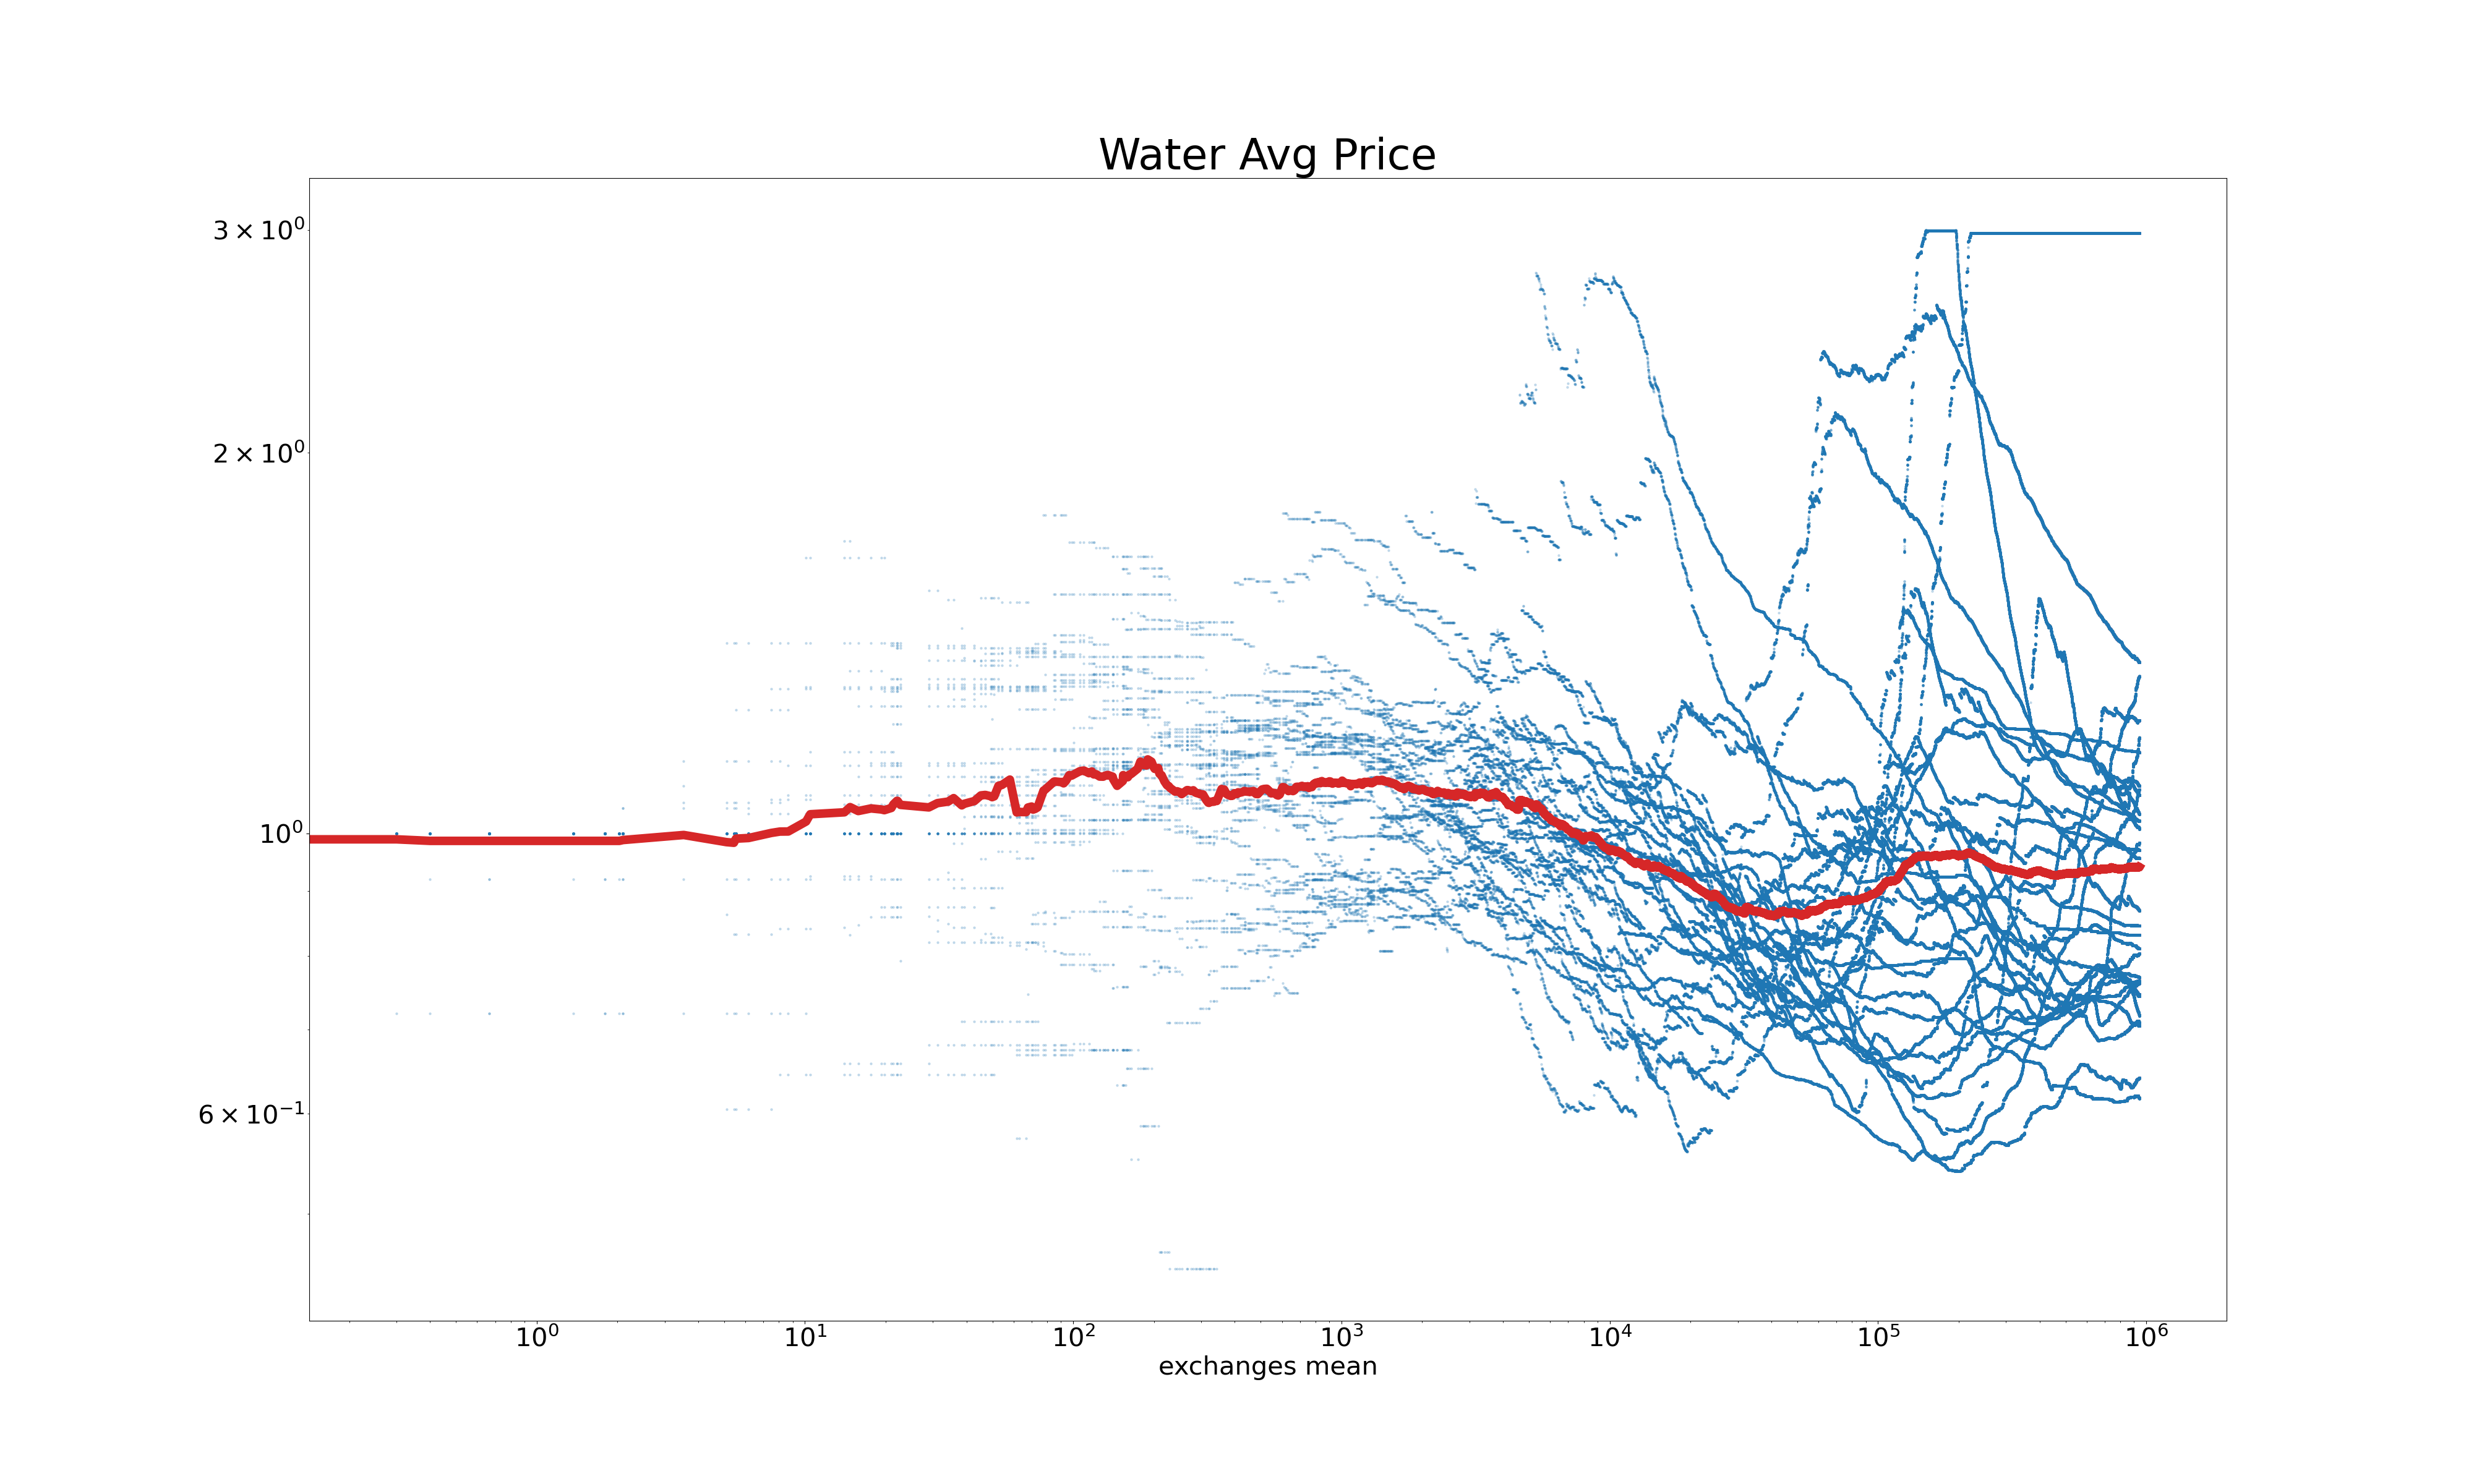 Water Avg Price
3 × 10⁰
2 × 10⁰
10⁰
6 × 10⁻¹
10⁰ 10¹ 10² 10³ 10⁴ 10⁵ 10⁶
exchanges mean